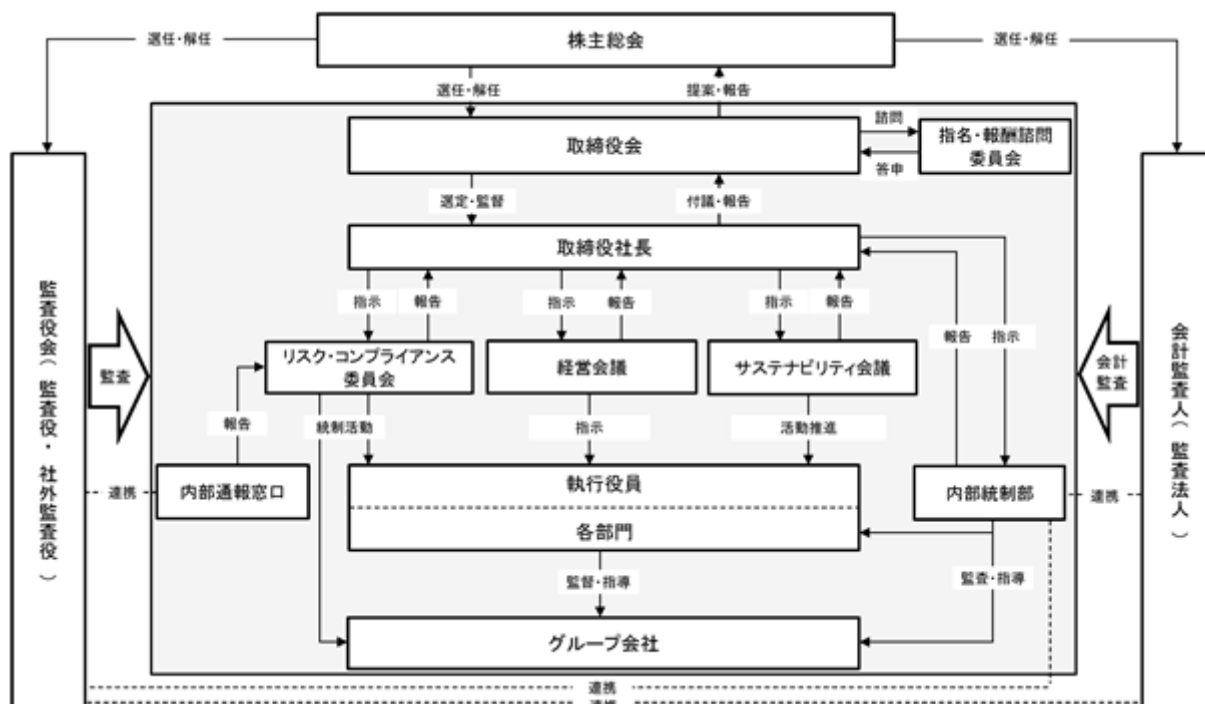 株主総会
選任・解任
選任・解任
選任・解任
提案・報告
取締役会
諮問
答申
指名・報酬諮問
委員会
選定・監督
付議・報告
取締役社長
指示
報告
指示
報告
指示
報告
報告
指示
リスク・コンプライアンス
委員会
経営会議
サステナビリティ会議
監査
会計
監査
監査役会(監査役・社外監査役)
会計監査人(監査法人)
報告
統制活動
指示
活動推進
内部通報窓口
連携
執行役員
各部門
内部統制部
連携
監督・指導
監査・指導
グループ会社
連携
連携